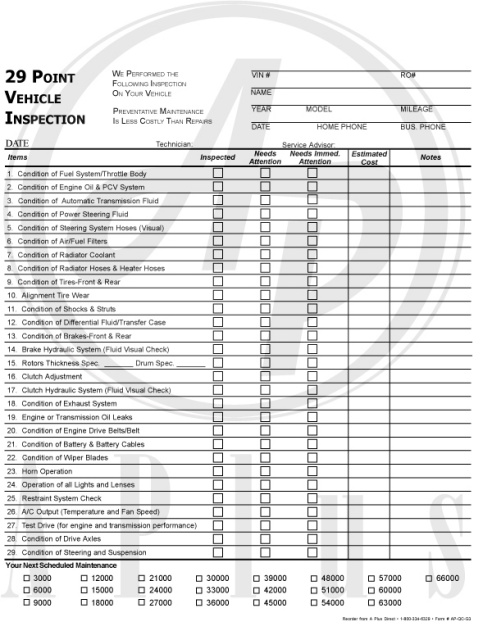 29 POINT
VEHICLE
INSPECTION
WE PERFORMED THE
FOLLOWING INSPECTION
ON YOUR VEHICLE
PREVENTATIVE MAINTENANCE
IS LESS COSTLY THAN REPAIRS
VIN # RO#
NAME
YEAR MODEL MILEAGE
DATE HOME PHONE BUS. PHONE
DATE Technician: Service Advisor:
Items Inspected Needs Attention Needs Immed. Attention Estimated Cost Notes
1. Condition of Fuel System/Throttle Body
2. Condition of Engine Oil & PCV System
3. Condition of Automatic Transmission Fluid
4. Condition of Power Steering Fluid
5. Condition of Steering System Hoses (Visual)
6. Condition of Air/Fuel Filters
7. Condition of Radiator Coolant
8. Condition of Radiator Hoses & Heater Hoses
9. Condition of Tires-Front & Rear
10. Alignment Tire Wear
11. Condition of Shocks & Struts
12. Condition of Differential Fluid/Transfer Case
13. Condition of Brakes-Front & Rear
14. Brake Hydraulic System (Fluid Visual Check)
15. Rotors Thickness Spec. _______ Drum Spec. _______
16. Clutch Adjustment
17. Clutch Hydraulic System (Fluid Visual Check)
18. Condition of Exhaust System
19. Engine or Transmission Oil Leaks
20. Condition of Engine Drive Belts/Belt
21. Condition of Battery & Battery Cables
22. Condition of Wiper Blades
23. Horn Operation
24. Operation of all Lights and Lenses
25. Restraint System Check
26. A/C Output (Temperature and Fan Speed)
27. Test Drive (for engine and transmission performance)
28. Condition of Drive Axles
29. Condition of Steering and Suspension
Your Next Scheduled Maintenance
3000 12000 21000 30000 39000 48000 57000 66000
6000 15000 24000 33000 42000 51000 60000
9000 18000 27000 36000 45000 54000 63000
Reorder from A Plus Direct • 1-800-334-6326 • Form # AP-QC-GO
AP
A Plus